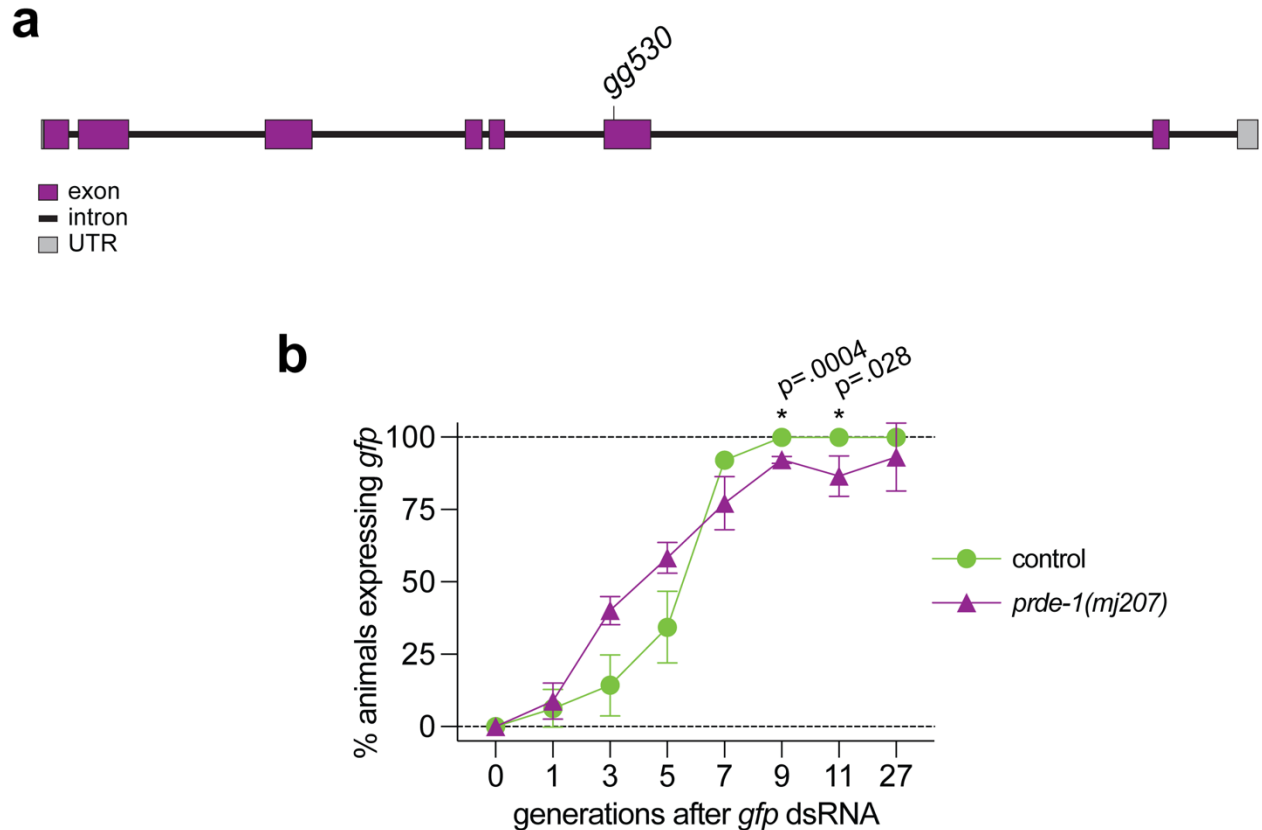 a
gg530
exon
intron
UTR
b
p=.0004
p=.028
* *
100
75
50
25
0
% animals expressing gfp
0 1 3 5 7 9 11 27
generations after gfp dsRNA
control
prde-1(mj207)